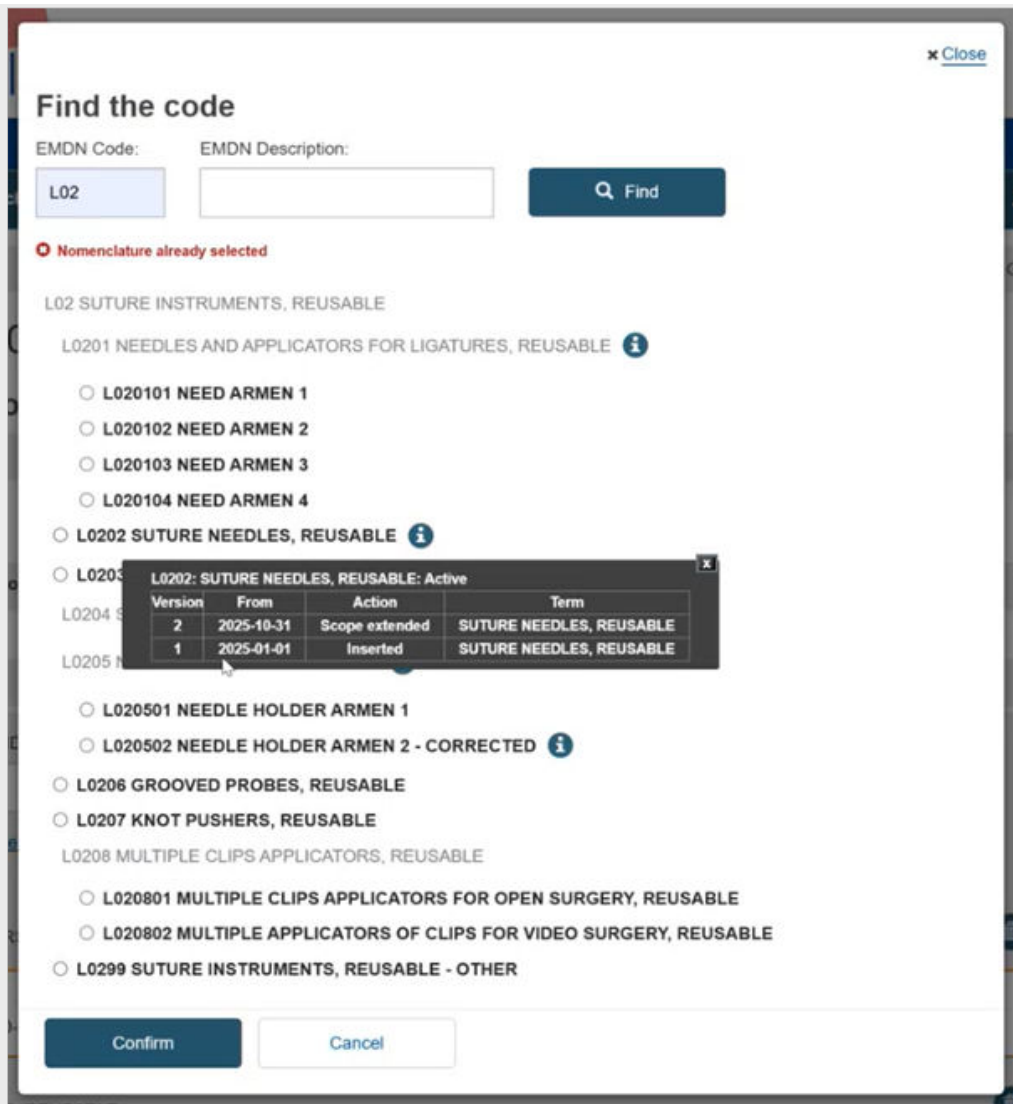 x Close
Find the code
EMDN Code: EMDN Description:
L02 Find
Nomenclature already selected
L02 SUTURE INSTRUMENTS, REUSABLE
L0201 NEEDLES AND APPLICATORS FOR LIGATURES, REUSABLE i
L020101 NEED ARMEN 1
L020102 NEED ARMEN 2
L020103 NEED ARMEN 3
L020104 NEED ARMEN 4
L0202 SUTURE NEEDLES, REUSABLE i
L0203
L0202: SUTURE NEEDLES, REUSABLE: Active x
Version From Action Term
2 2025-10-31 Scope extended SUTURE NEEDLES, REUSABLE
1 2025-01-01 Inserted SUTURE NEEDLES, REUSABLE
L0204
L0205
L020501 NEEDLE HOLDER ARMEN 1
L020502 NEEDLE HOLDER ARMEN 2 - CORRECTED i
L0206 GROOVED PROBES, REUSABLE
L0207 KNOT PUSHERS, REUSABLE
L0208 MULTIPLE CLIPS APPLICATORS, REUSABLE
L020801 MULTIPLE CLIPS APPLICATORS FOR OPEN SURGERY, REUSABLE
L020802 MULTIPLE APPLICATORS OF CLIPS FOR VIDEO SURGERY, REUSABLE
L0299 SUTURE INSTRUMENTS, REUSABLE - OTHER
Confirm Cancel